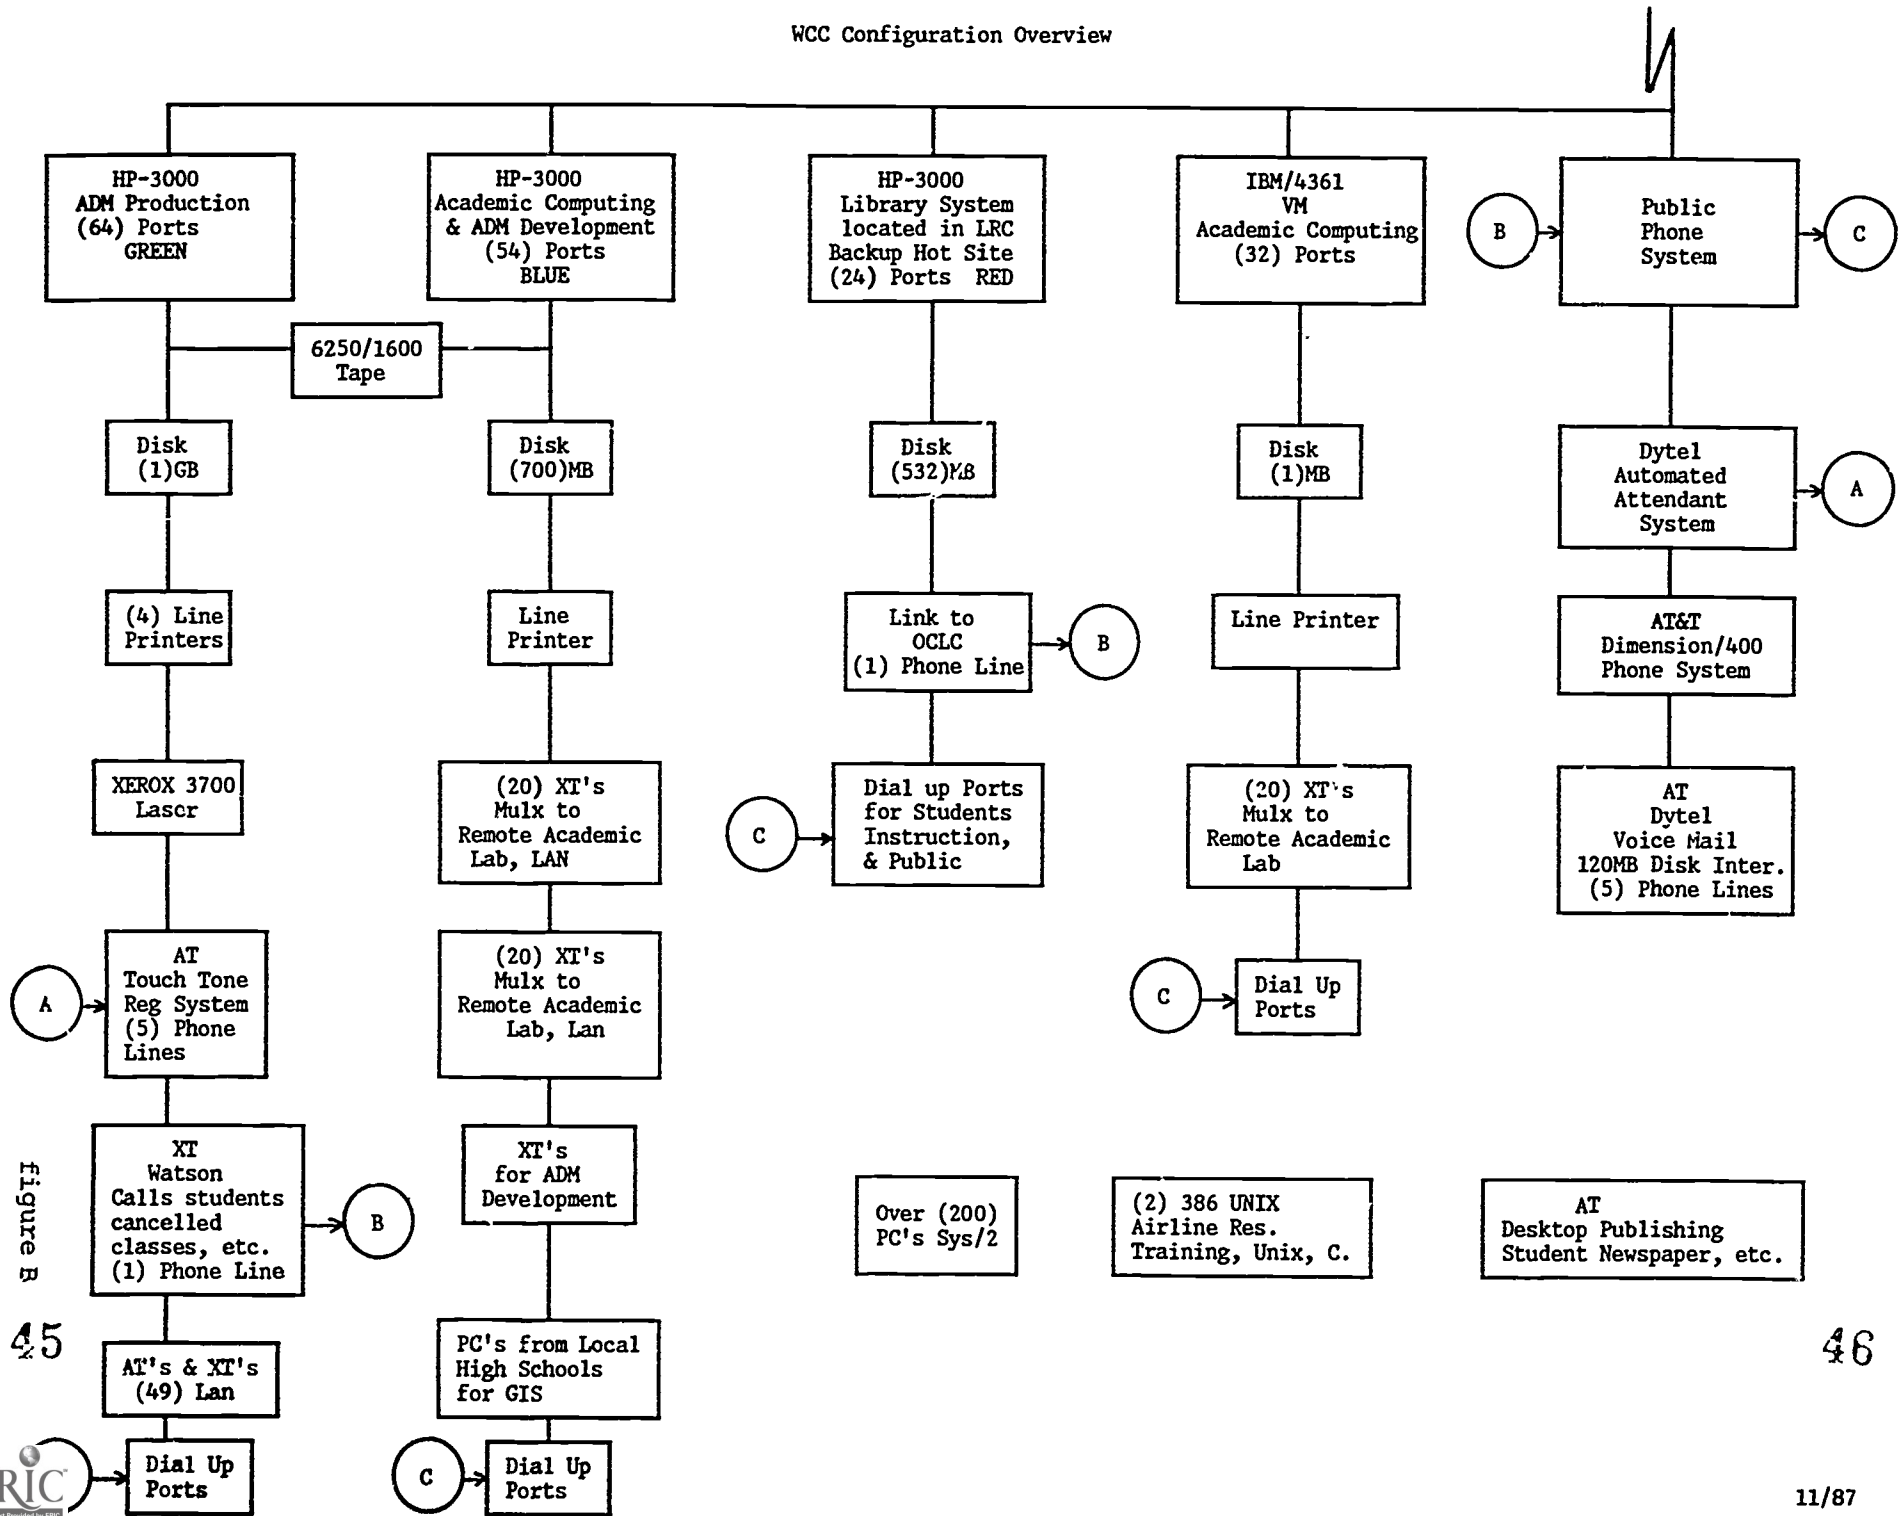 WCC Configuration Overview
HP-3000
ADM Production
(64) Ports
GREEN
HP-3000
Academic Computing
& ADM Development
(54) Ports
BLUE
HP-3000
Library System
located in LRC
Backup Hot Site
(24) Ports RED
IBM/4361
VM
Academic Computing
(32) Ports
B
Public
Phone
System
C
6250/1600
Tape
Disk
(1)GB
Disk
(700)MB
Disk
(532)MB
Disk
(1)MB
Dytel
Automated
Attendant
System
A
(4) Line
Printers
Line
Printer
Link to
OCLC
(1) Phone Line
B
Line Printer
AT&T
Dimension/400
Phone System
XEROX 3700
Laser
(20) XT's
Mulx to
Remote Academic
Lab, LAN
C
Dial up Ports
for Students
Instruction,
& Public
(20) XT's
Mulx to
Remote Academic
Lab
AT
Dytel
Voice Mail
120MB Disk Inter.
(5) Phone Lines
A
AT
Touch Tone
Reg System
(5) Phone
Lines
(20) XT's
Mulx to
Remote Academic
Lab, Lan
C
Dial Up
Ports
XT
Watson
Calls students
cancelled
classes, etc.
(1) Phone Line
B
XT's
for ADM
Development
Over (200)
PC's Sys/2
(2) 386 UNIX
Airline Res.
Training, Unix, C.
AT
Desktop Publishing
Student Newspaper, etc.
figure B
45
AT's & XT's
(49) Lan
PC's from Local
High Schools
for GIS
46
Dial Up
Ports
C
Dial Up
Ports
11/87